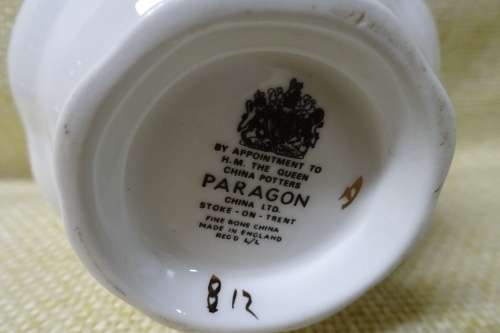 BY APPOINTMENT TO
H.M. THE QUEEN
CHINA POTTERS
PARAGON
CHINA LTD.
STOKE-ON-TRENT
FINE BONE CHINA
MADE IN ENGLAND
REG'D L/L
812